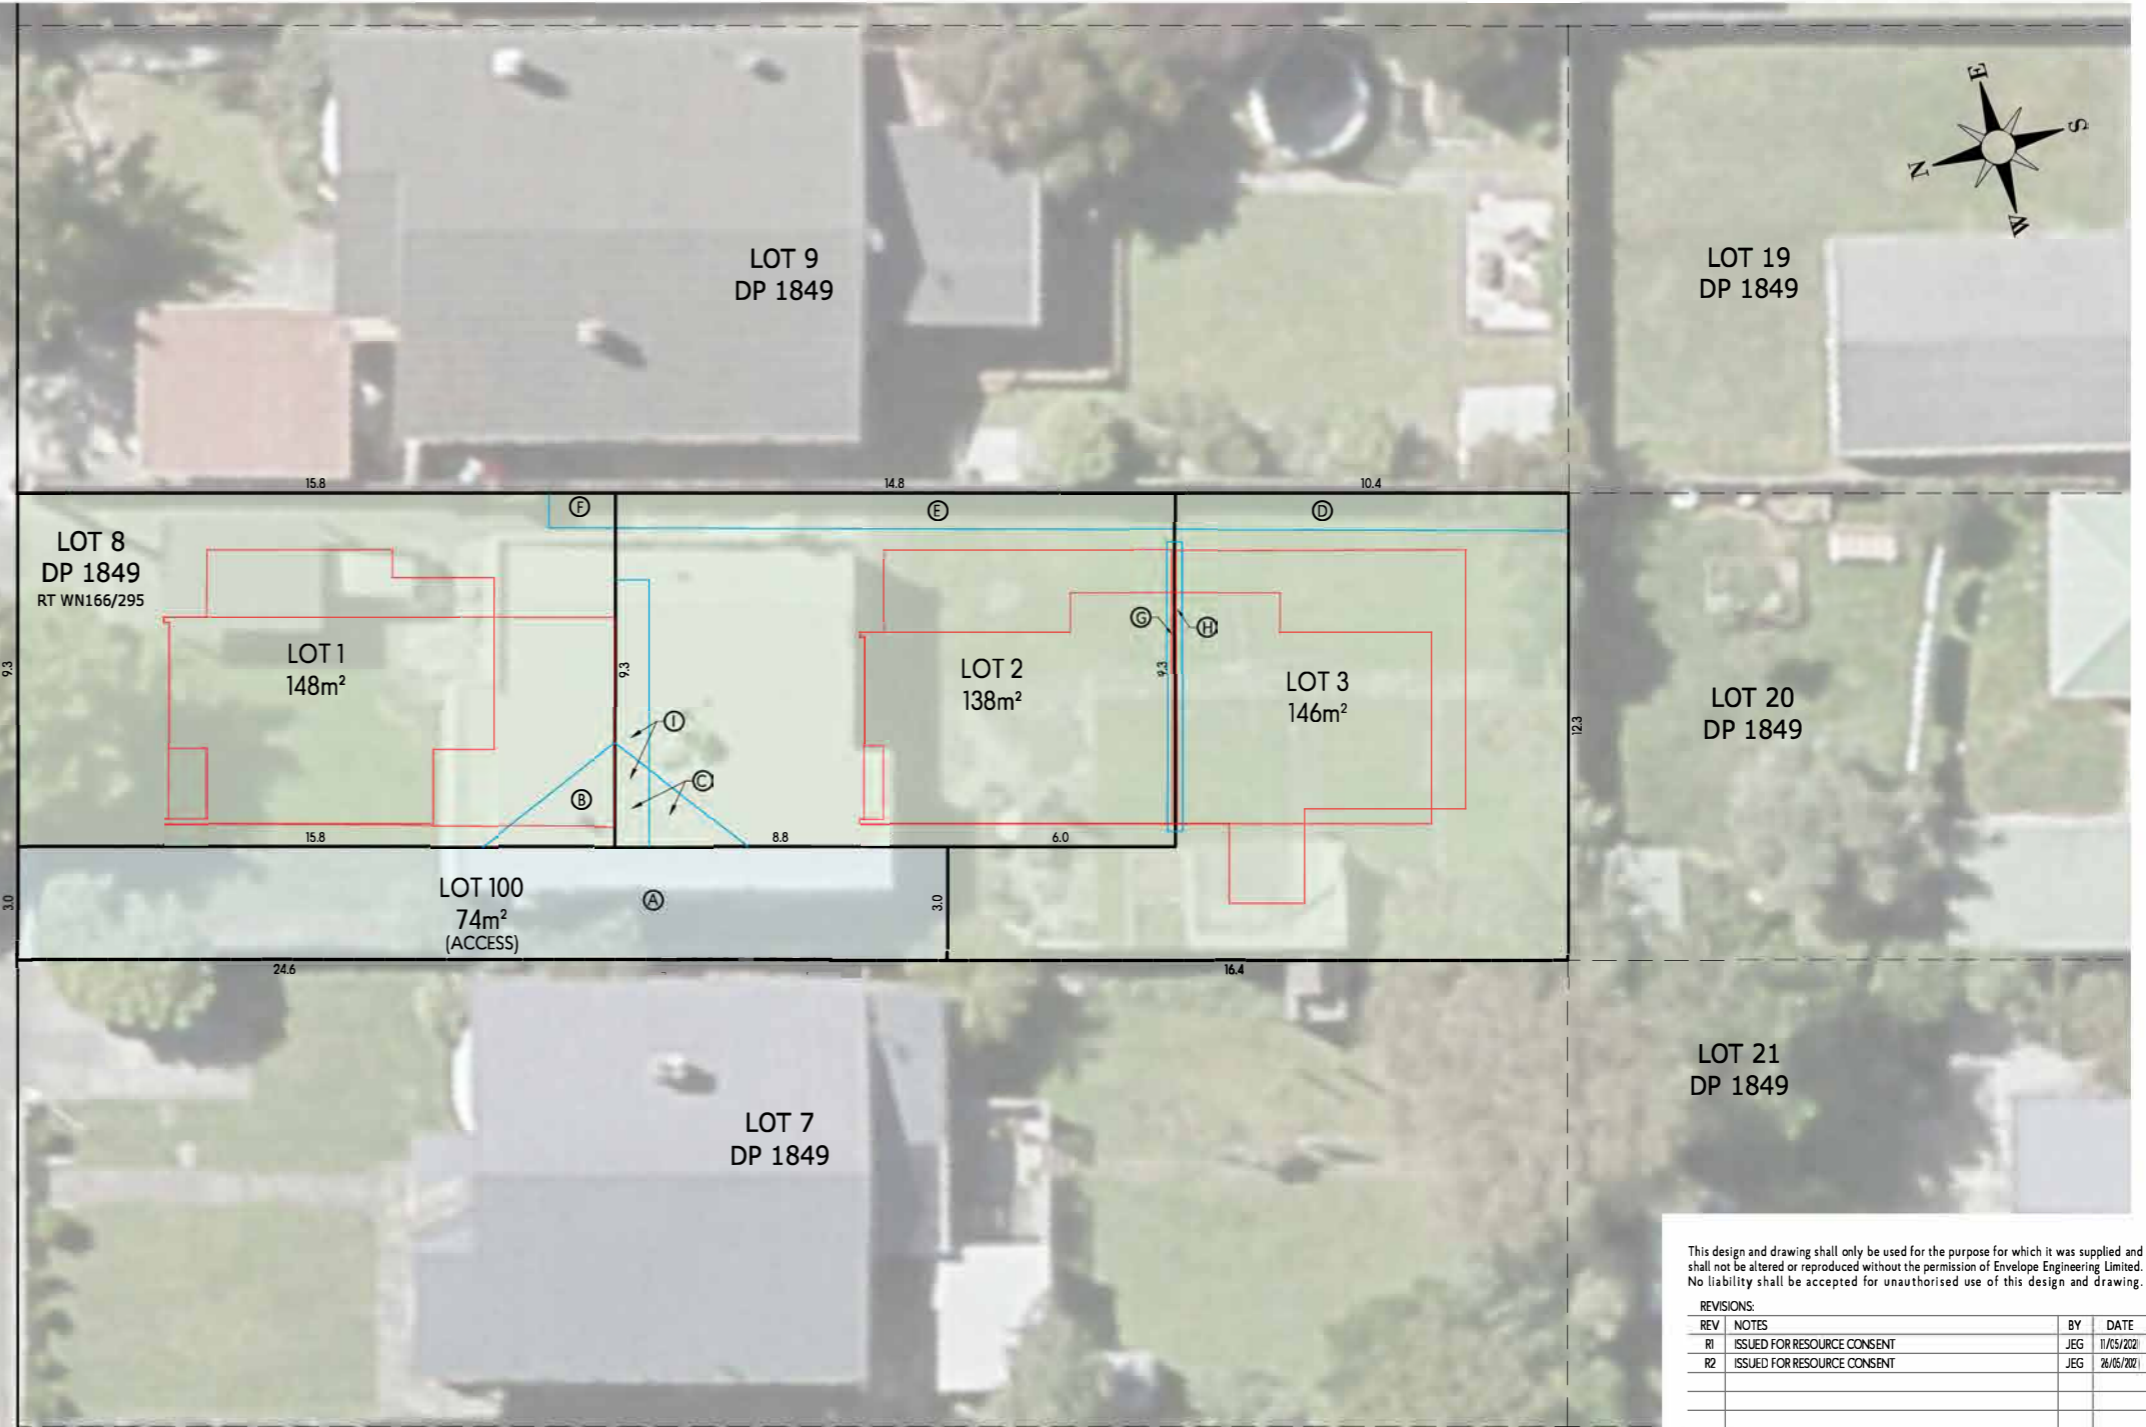 E
S
N
W
LOT 9
DP 1849
LOT 19
DP 1849
15.8
14.8
10.4
F
E
D
LOT 8
DP 1849
RT WN166/295
G
H
LOT 1
148m²
9.3
9.3
LOT 2
138m²
9.3
LOT 3
146m²
LOT 20
DP 1849
12.3
I
C
B
15.8
8.8
6.0
LOT 100
74m²
(ACCESS)
A
3.0
3.0
24.6
16.4
LOT 21
DP 1849
LOT 7
DP 1849
This design and drawing shall only be used for the purpose for which it was supplied and
shall not be altered or reproduced without the permission of Envelope Engineering Limited.
No liability shall be accepted for unauthorised use of this design and drawing.
REVISIONS:
REV NOTES BY DATE
R1 ISSUED FOR RESOURCE CONSENT JEG 11/05/2021
R2 ISSUED FOR RESOURCE CONSENT JEG 26/05/2021